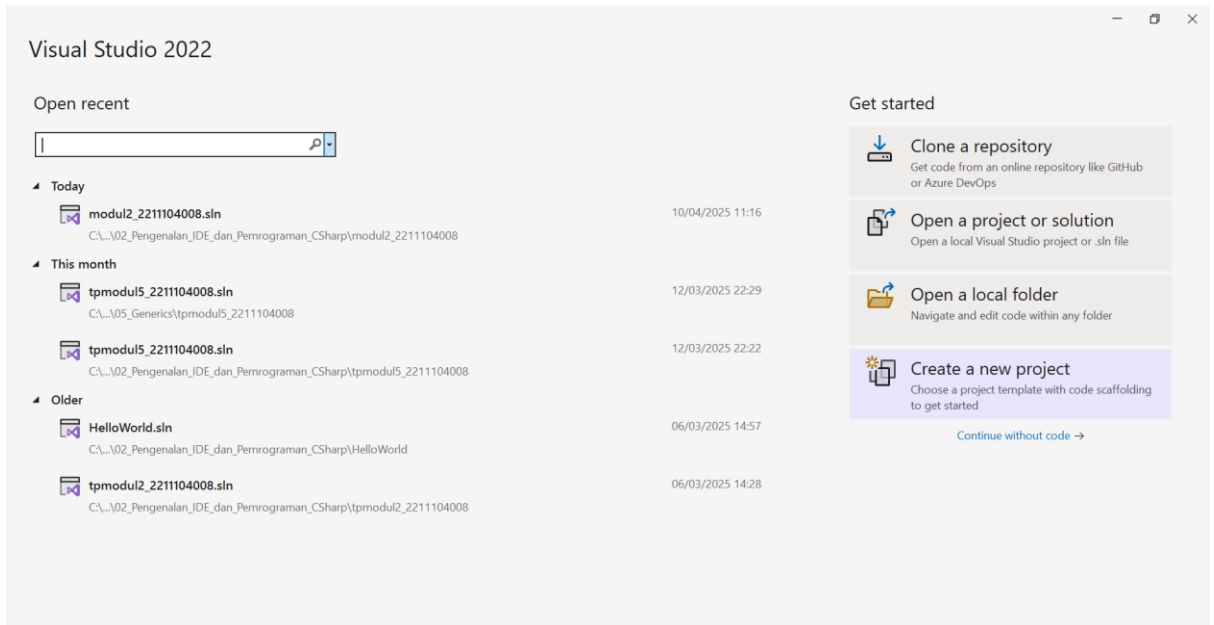 Visual Studio 2022
Open recent
Today
modul2_2211104008.sln
10/04/2025 11:16
C:\...\02_Pengenalan_IDE_dan_Pemrograman_CSharp\modul2_2211104008
This month
tpmodul5_2211104008.sln
12/03/2025 22:29
C:\...\05_Generics\tpmodul5_2211104008
tpmodul5_2211104008.sln
12/03/2025 22:22
C:\...\02_Pengenalan_IDE_dan_Pemrograman_CSharp\tpmodul5_2211104008
Older
HelloWorld.sln
06/03/2025 14:57
C:\...\02_Pengenalan_IDE_dan_Pemrograman_CSharp\HelloWorld
tpmodul2_2211104008.sln
06/03/2025 14:28
C:\...\02_Pengenalan_IDE_dan_Pemrograman_CSharp\tpmodul2_2211104008
Get started
Clone a repository
Get code from an online repository like GitHub
or Azure DevOps
Open a project or solution
Open a local Visual Studio project or .sln file
Open a local folder
Navigate and edit code within any folder
Create a new project
Choose a project template with code scaffolding
to get started
Continue without code →